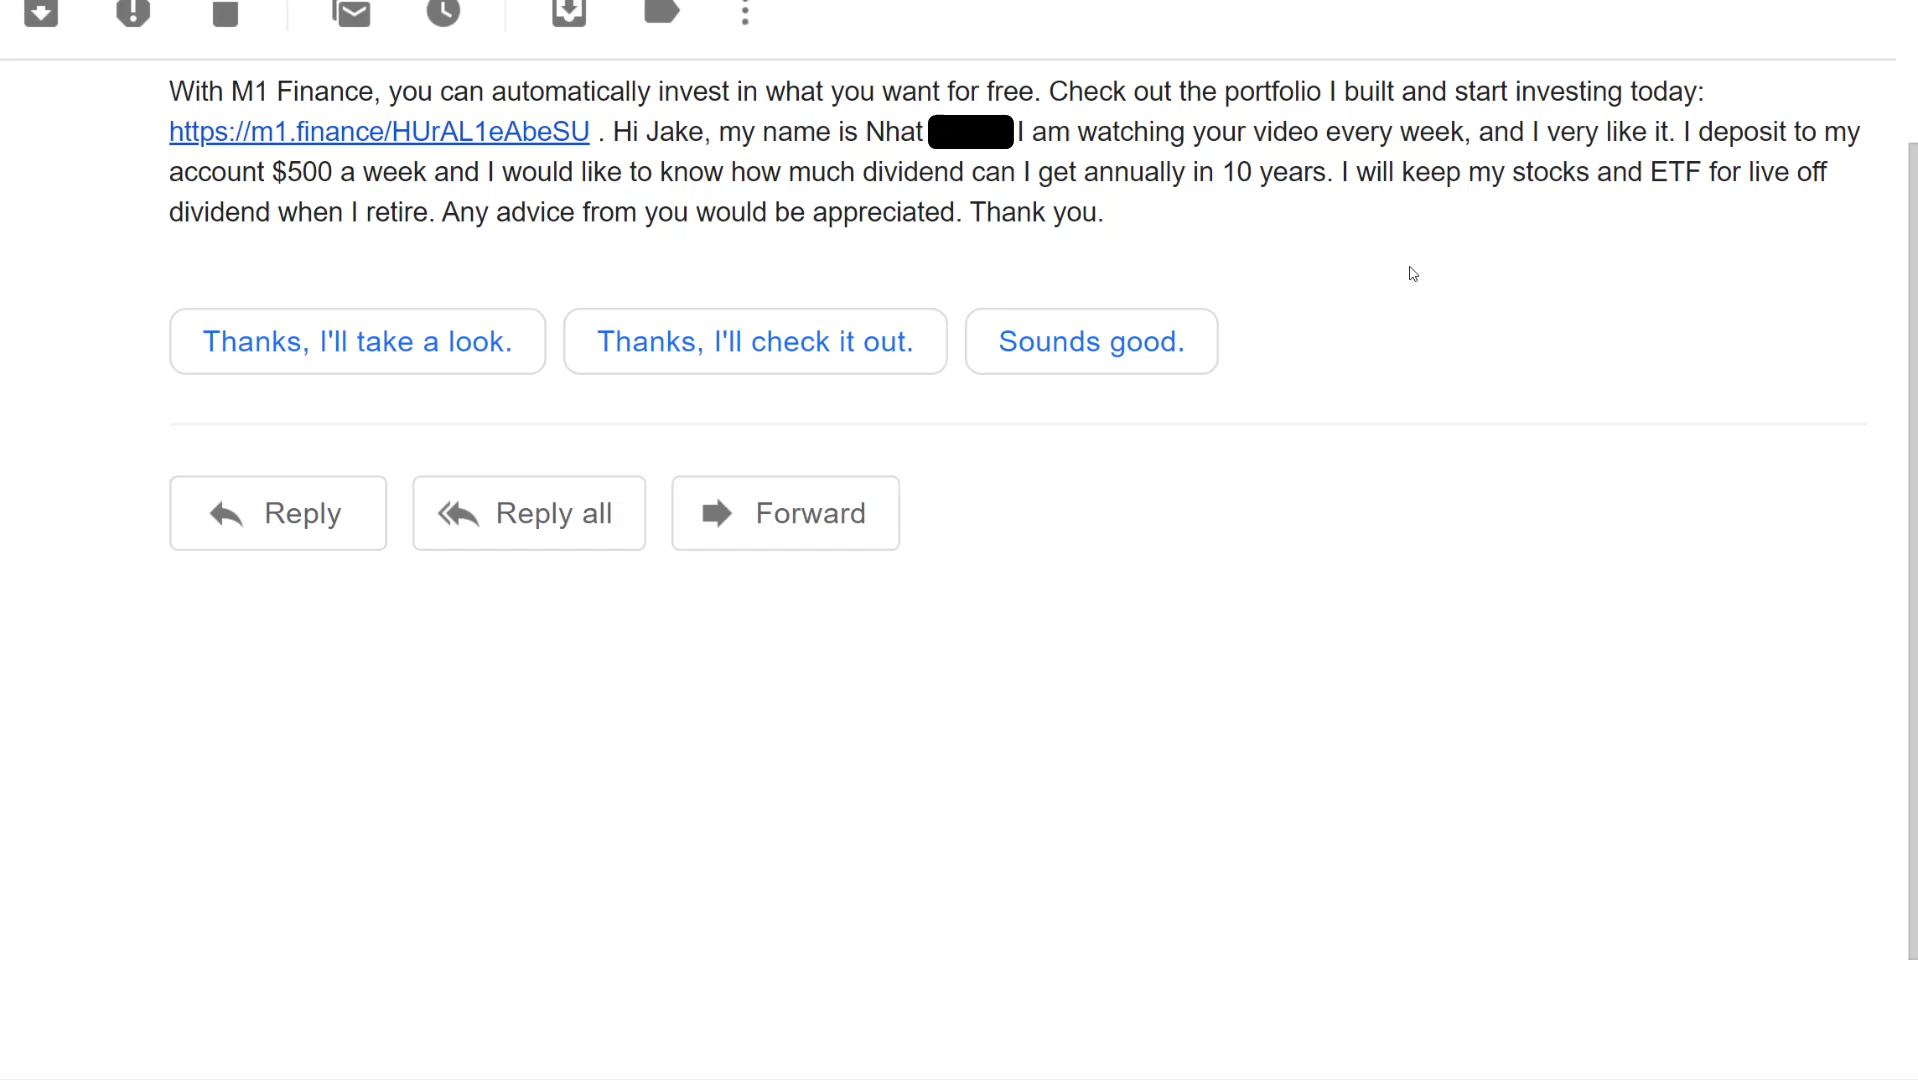 With M1 Finance, you can automatically invest in what you want for free. Check out the portfolio I built and start investing today:
https://m1.finance/HUrAL1eAbeSU . Hi Jake, my name is Nhat I am watching your video every week, and I very like it. I deposit to my
account $500 a week and I would like to know how much dividend can I get annually in 10 years. I will keep my stocks and ETF for live off
dividend when I retire. Any advice from you would be appreciated. Thank you.
Thanks, I'll take a look. Thanks, I'll check it out. Sounds good.
Reply Reply all Forward